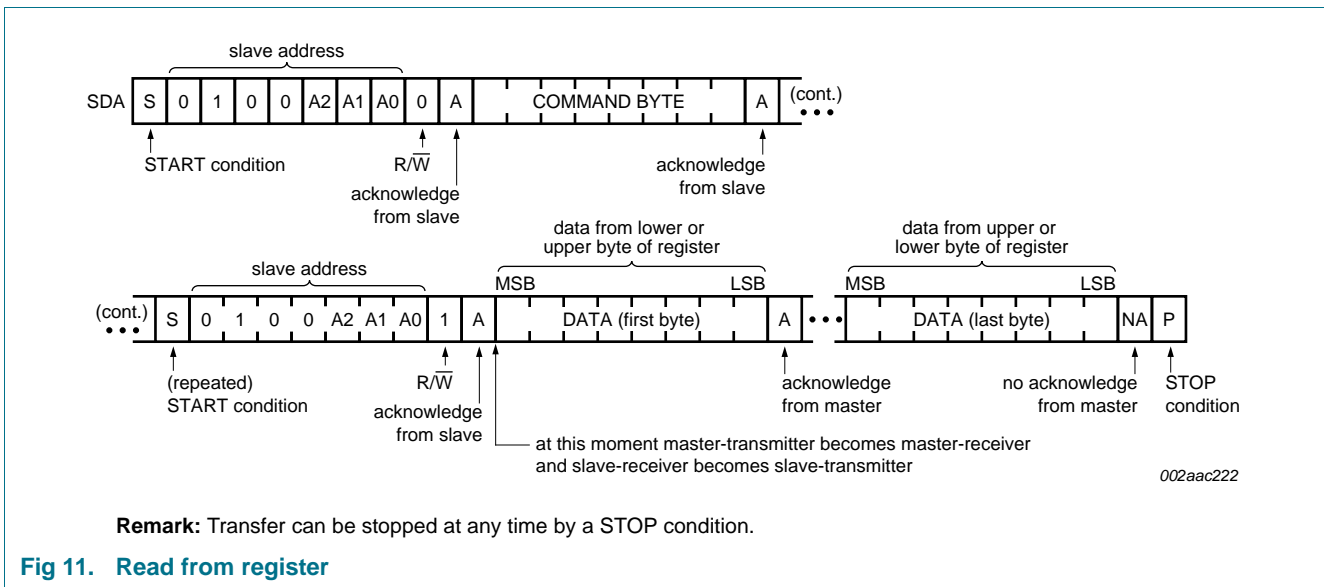 slave address
SDA S 0 1 0 0 A2 A1 A0 0 A COMMAND BYTE A (cont.)
START condition
R/W̅
acknowledge
from slave
acknowledge
from slave
data from lower or
upper byte of register
data from upper or
lower byte of register
slave address
MSB LSB MSB LSB
(cont.) S 0 1 0 0 A2 A1 A0 1 A DATA (first byte) A DATA (last byte) NA P
(repeated)
START condition
R/W̅
acknowledge
from slave
acknowledge
from master
no acknowledge
from master
STOP
condition
at this moment master-transmitter becomes master-receiver
and slave-receiver becomes slave-transmitter
002aac222
Remark: Transfer can be stopped at any time by a STOP condition.
Fig 11. Read from register